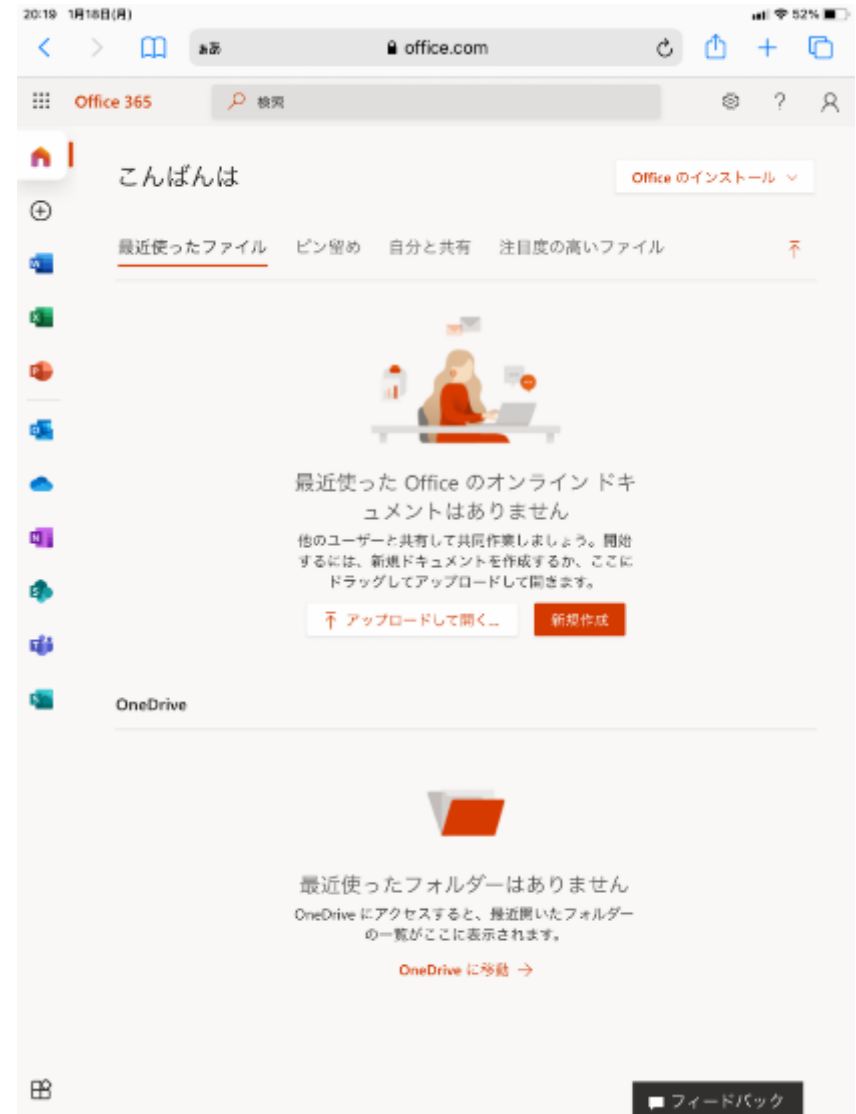 20:19 1月18日(月)
52%
ぁあ
office.com
Office 365
検索
?
こんばんは
Office のインストール
最近使ったファイル
ピン留め
自分と共有
注目度の高いファイル
最近使った Office のオンライン ドキ
ュメントはありません
他のユーザーと共有して共同作業しましょう。開始
するには、新規ドキュメントを作成するか、ここに
ドラッグしてアップロードして開きます。
アップロードして開く...
新規作成
OneDrive
最近使ったフォルダーはありません
OneDrive にアクセスすると、最近開いたフォルダー
の一覧がここに表示されます。
OneDrive に移動 →
フィードバック